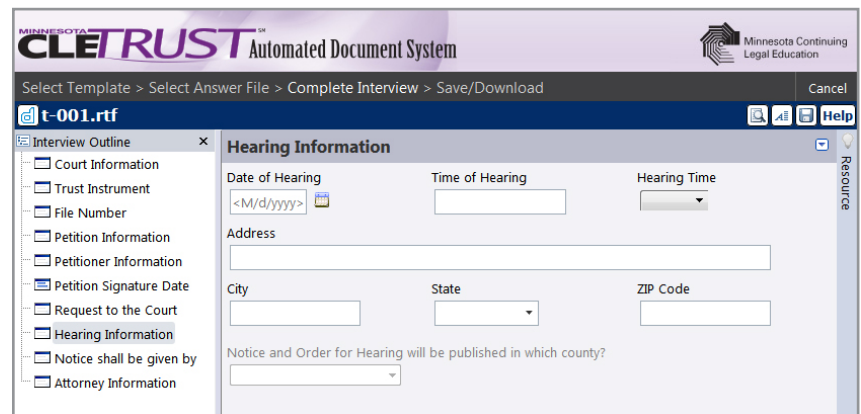 MINNESOTA
CLETRUST SM Automated Document System
Minnesota Continuing
Legal Education
Select Template > Select Answer File > Complete Interview > Save/Download
Cancel
d t-001.rtf
Help
Interview Outline
x
Court Information
Trust Instrument
File Number
Petition Information
Petitioner Information
Petition Signature Date
Request to the Court
Hearing Information
Notice shall be given by
Attorney Information
Hearing Information
Resource
Date of Hearing
Time of Hearing
Hearing Time
<M/d/yyyy>
Address
City
State
ZIP Code
Notice and Order for Hearing will be published in which county?